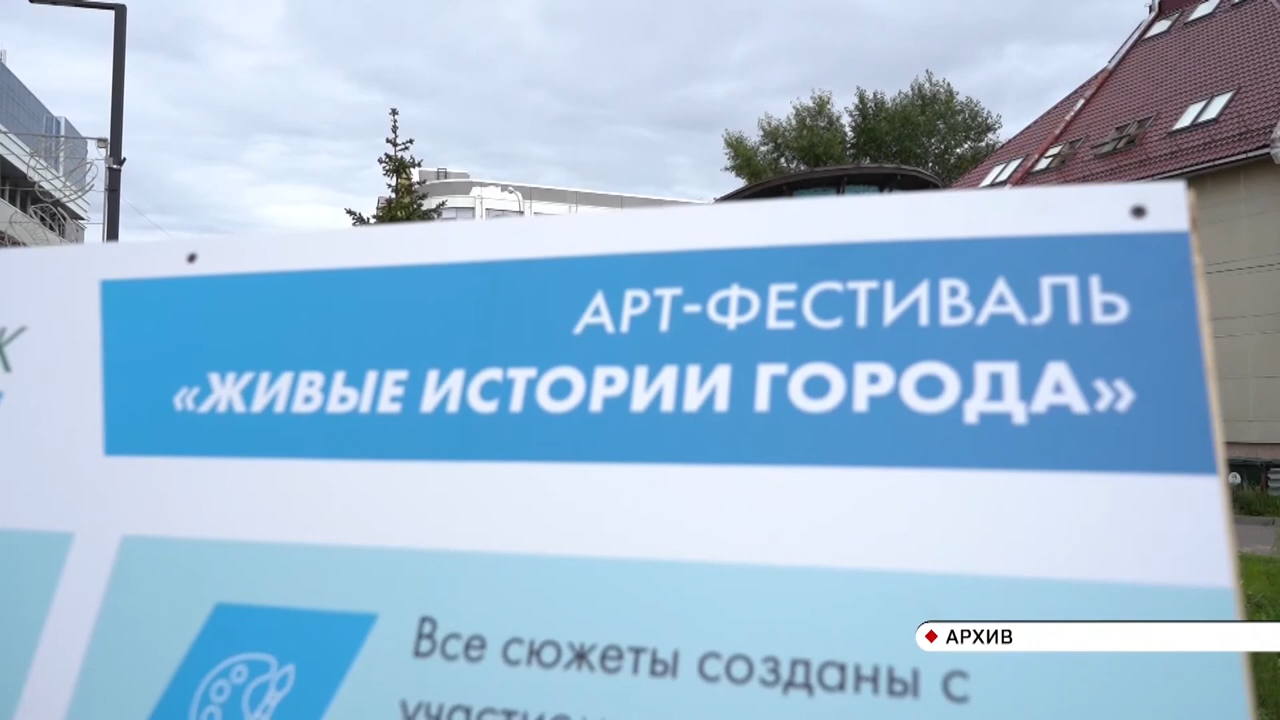 АРТ-ФЕСТИВАЛЬ
«ЖИВЫЕ ИСТОРИИ ГОРОДА»
Все сюжеты созданы с
АРХИВ